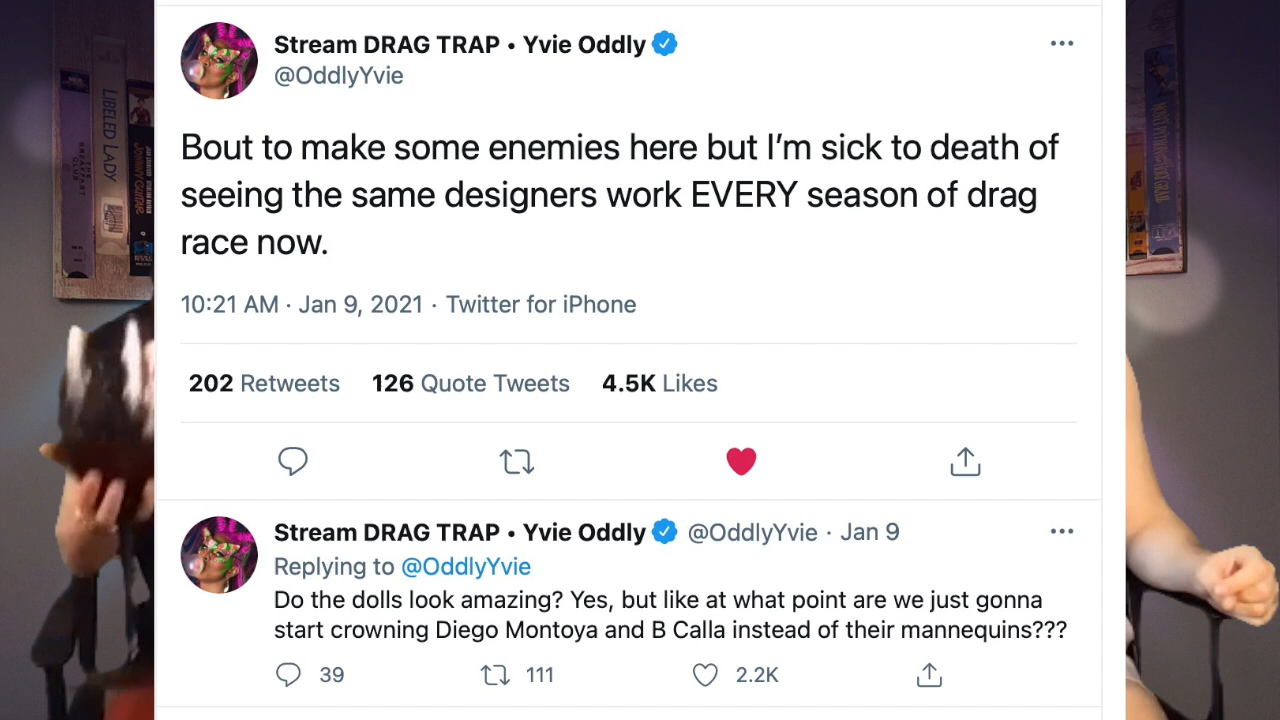 Stream DRAG TRAP • Yvie Oddly
@OddlyYvie
Bout to make some enemies here but I’m sick to death of
seeing the same designers work EVERY season of drag
race now.
10:21 AM · Jan 9, 2021 · Twitter for iPhone
202 Retweets 126 Quote Tweets 4.5K Likes
Stream DRAG TRAP • Yvie Oddly @OddlyYvie · Jan 9
Replying to @OddlyYvie
Do the dolls look amazing? Yes, but like at what point are we just gonna
start crowning Diego Montoya and B Calla instead of their mannequins???
39 111 2.2K
LIBELED LADY
JOHNNY GUITAR